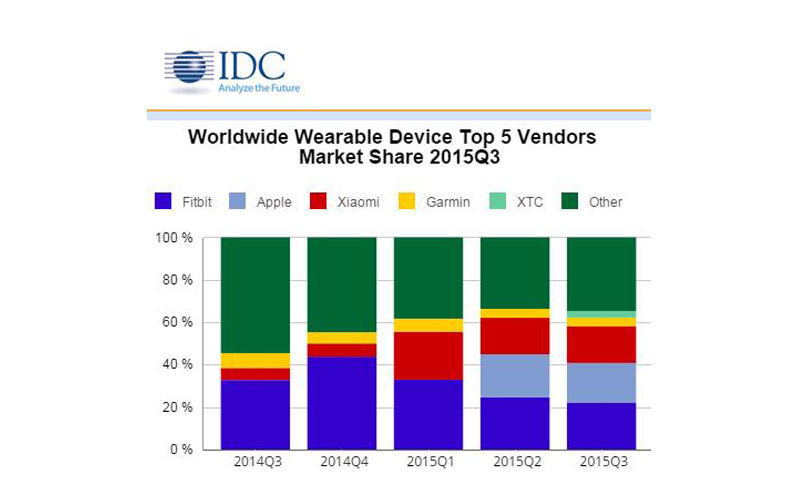 IDC
Analyze the Future
Worldwide Wearable Device Top 5 Vendors
Market Share 2015Q3
Fitbit Apple Xiaomi Garmin XTC Other
100 %
80 %
60 %
40 %
20 %
0 %
2014Q3 2014Q4 2015Q1 2015Q2 2015Q3